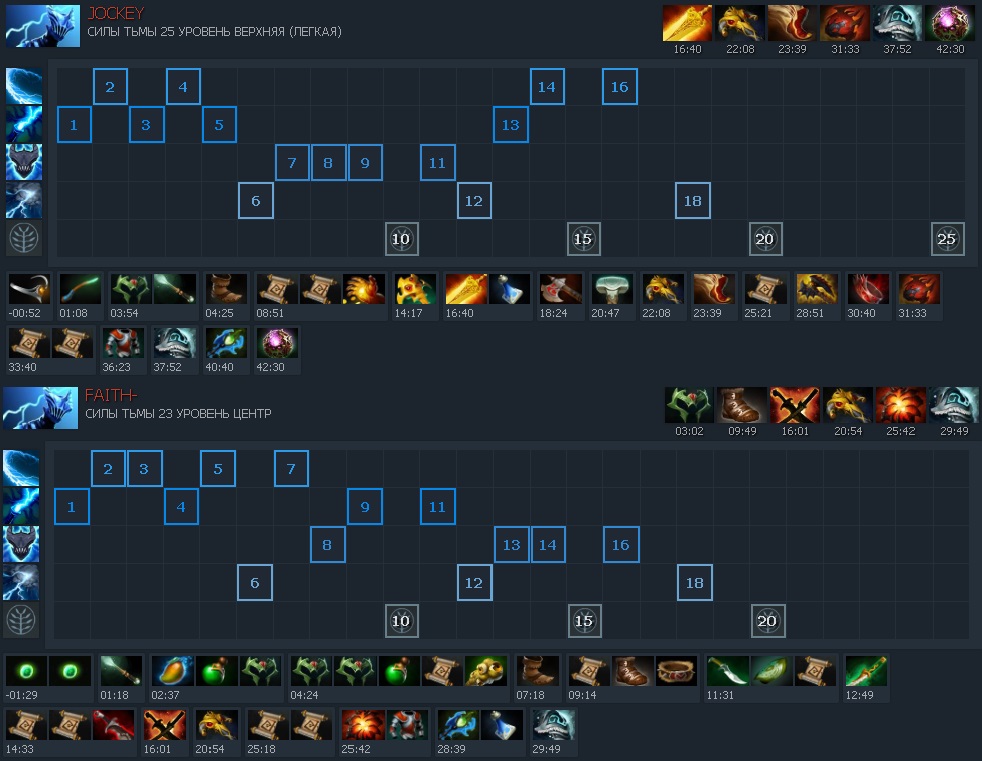 JOCKEY
СИЛЫ ТЬМЫ 25 УРОВЕНЬ ВЕРХНЯЯ (ЛЕГКАЯ)
16:40 22:08 23:39 31:33 37:52 42:30
2 4 14 16
1 3 5 13
7 8 9 11
6 12 18
10 15 20 25
-00:52 01:08 03:54 04:25 08:51 14:17 16:40 18:24 20:47 22:08 23:39 25:21 28:51 30:40 31:33
33:40 36:23 37:52 40:40 42:30
FAITH-
СИЛЫ ТЬМЫ 23 УРОВЕНЬ ЦЕНТР
03:02 09:49 16:01 20:54 25:42 29:49
2 3 5 7
1 4 9 11
8 13 14 16
6 12 18
10 15 20
-01:29 01:18 02:37 04:24 07:18 09:14 11:31 12:49
14:33 16:01 20:54 25:18 25:42 28:39 29:49